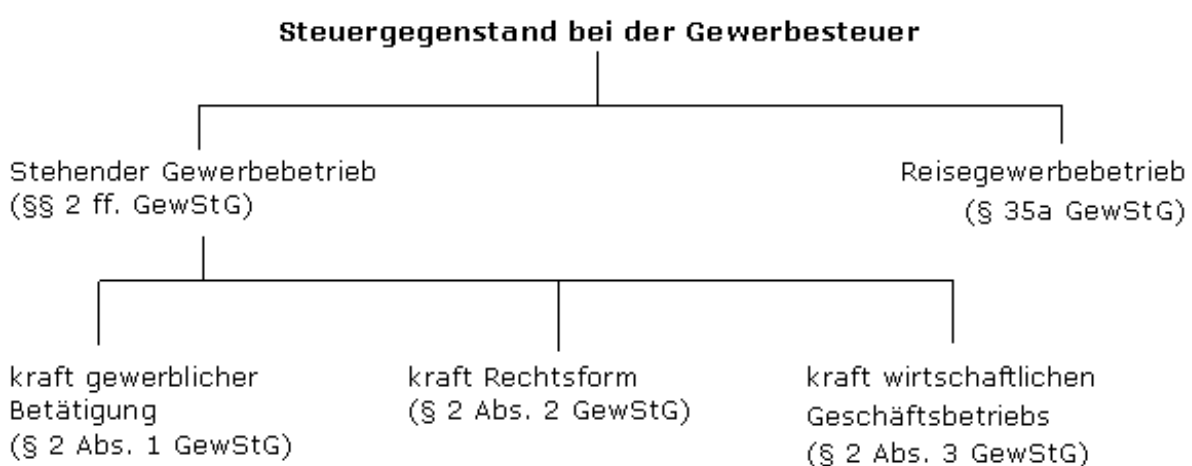 Steuergegenstand bei der Gewerbesteuer
Stehender Gewerbebetrieb
(§§ 2 ff. GewStG)
Reisegewerbebetrieb
(§ 35a GewStG)
kraft gewerblicher
Betätigung
(§ 2 Abs. 1 GewStG)
kraft Rechtsform
(§ 2 Abs. 2 GewStG)
kraft wirtschaftlichen
Geschäftsbetriebs
(§ 2 Abs. 3 GewStG)